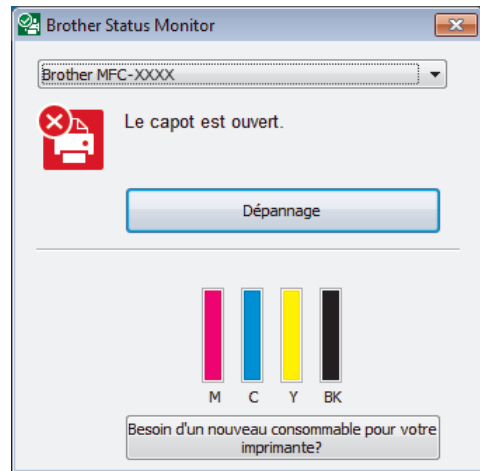 Brother Status Monitor
Brother MFC-XXXX
Le capot est ouvert.
Dépannage
M C Y BK
Besoin d'un nouveau consommable pour votre
imprimante?